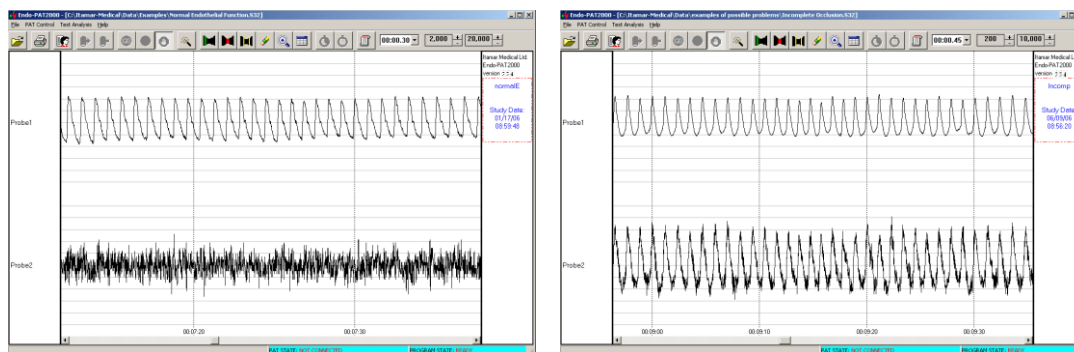 Endo-PAT2000 - [C:\Itamar-Medical\Data\Examples\Normal Endothelial Function.S32]
File PAT Control Test Analysis Help
00:00.30 2,000 20,000
Itamar Medical Ltd.
Endo-PAT2000
version
normalE
Study Date:
01/17/06
08:59:48
Probe1
Probe2
00:07:20 00:07:30
PAT STATE: NOT CONNECTED PROGRAM STATE: READY
Endo-PAT2000 - [C:\Itamar-Medical\Data\examples of possible problems\Incomplete Occlusion.S32]
File PAT Control Test Analysis Help
00:00.45 200 10,000
Itamar Medical L
Endo-PAT2000
version
Incomp
Study Date:
06/09/06
08:56:20
Probe1
Probe2
00:09:00 00:09:10 00:09:20 00:09:30
PAT STATE: NOT CONNECTED PROGRAM STATE: READY